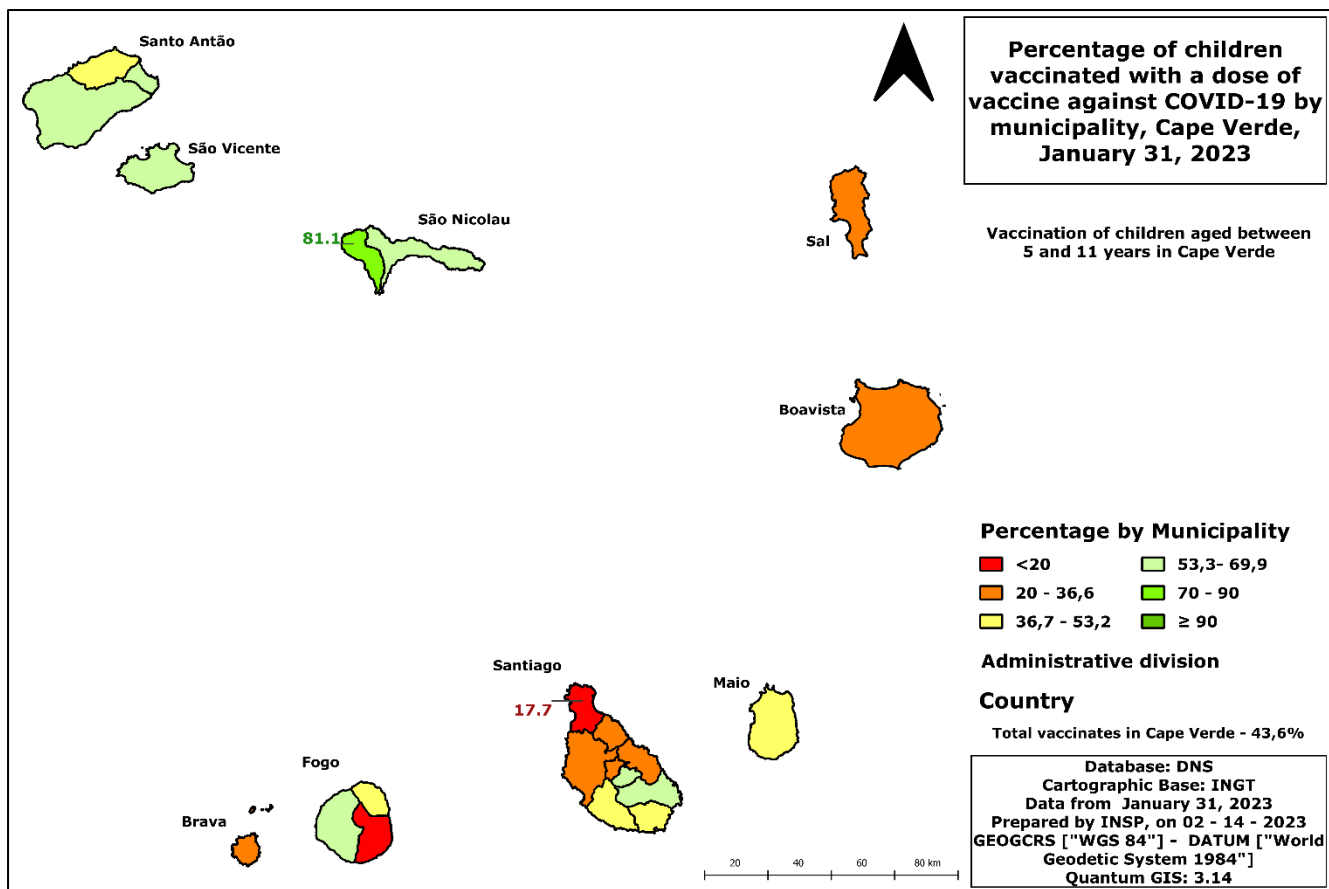 Percentage of children
vaccinated with a dose of
vaccine against COVID-19 by
municipality, Cape Verde,
January 31, 2023
Vaccination of children aged between
5 and 11 years in Cape Verde
Santo Antão
São Vicente
São Nicolau
81.1
Sal
Boavista
Santiago
17.7
Maio
Fogo
Brava
Percentage by Municipality
<20
20 - 36,6
36,7 - 53,2
53,3- 69,9
70 - 90
≥ 90
Administrative division
Country
Total vaccinates in Cape Verde - 43,6%
Database: DNS
Cartographic Base: INGT
Data from January 31, 2023
Prepared by INSP, on 02 - 14 - 2023
GEOGCRS ["WGS 84"] - DATUM ["World
Geodetic System 1984"]
Quantum GIS: 3.14
20 40 60 80 km